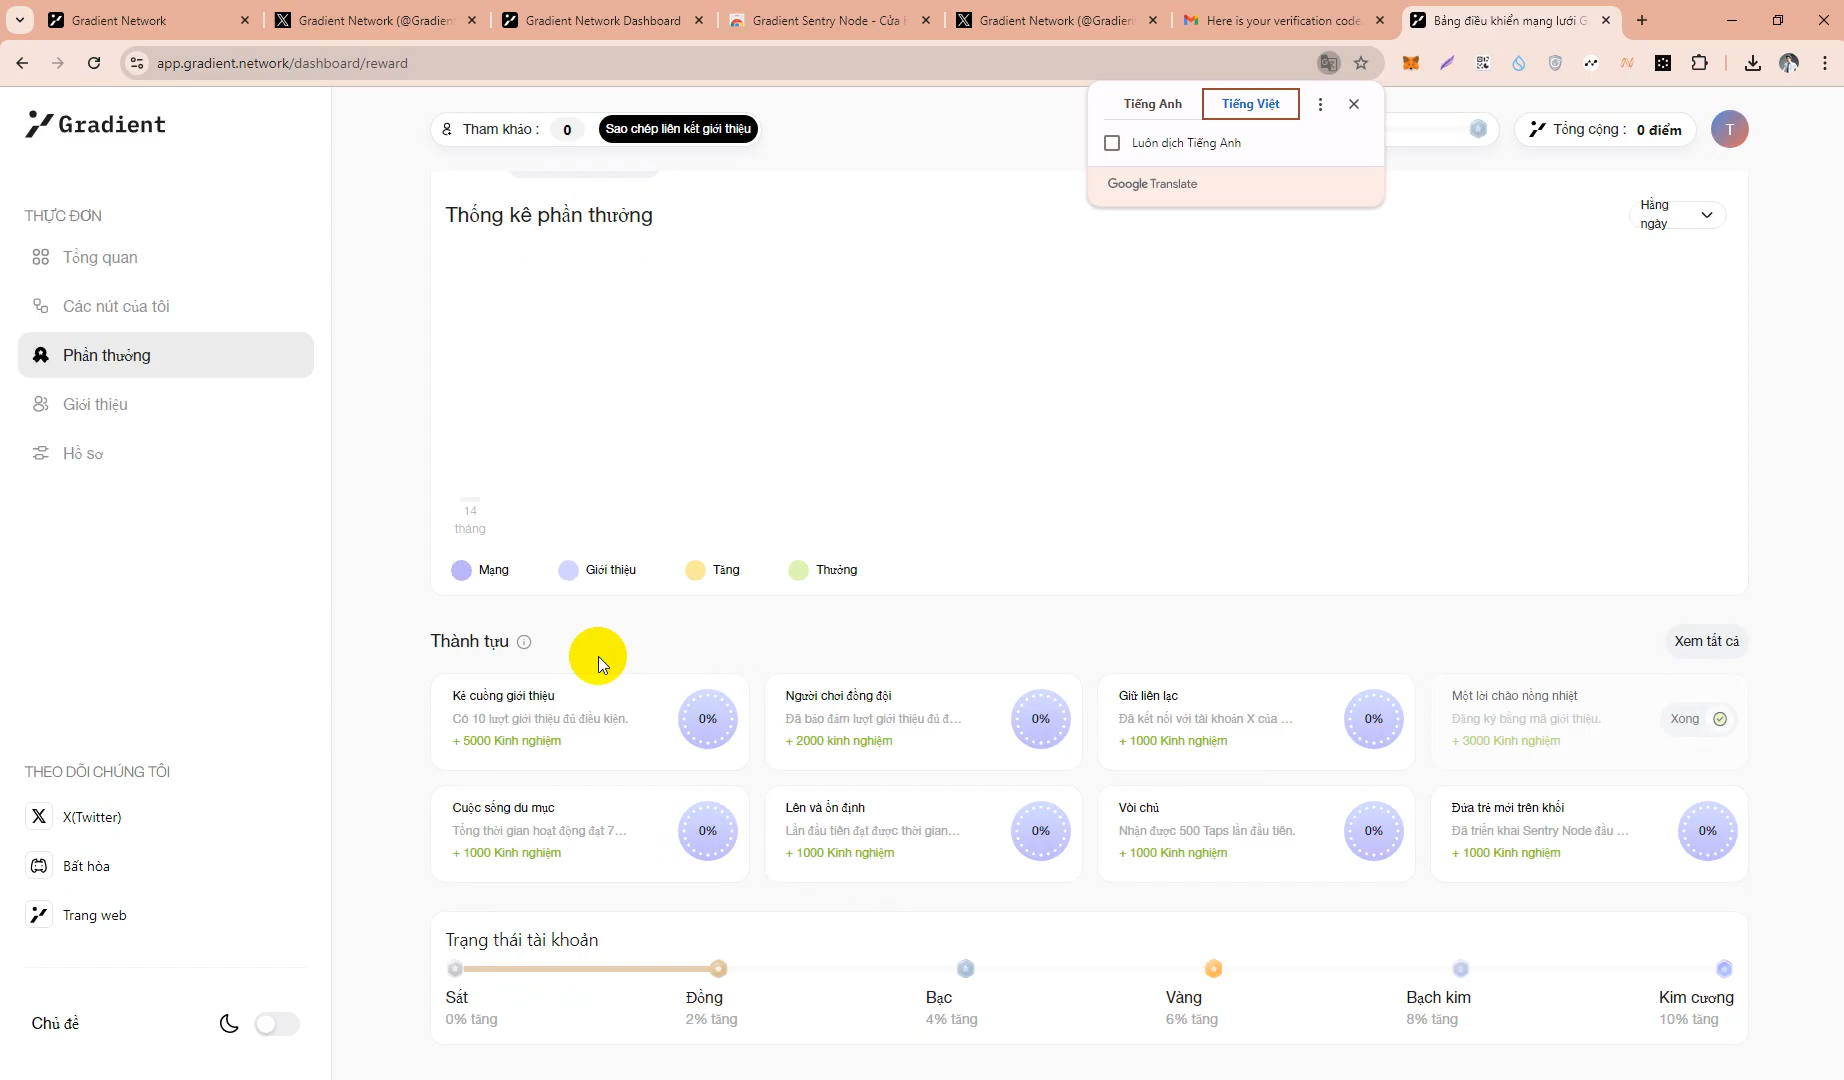 Gradient Network
Gradient Network (@Gradien
Gradient Network Dashboard
Gradient Sentry Node - Cửa
Gradient Network (@Gradien
Here is your verification code
Bảng điều khiển mạng lưới G
app.gradient.network/dashboard/reward
Tiếng Anh
Tiếng Việt
Luôn dịch Tiếng Anh
Google Translate
Gradient
Tham khảo :
0
Sao chép liên kết giới thiệu
Tổng cộng :
0 điểm
T
THỰC ĐƠN
Tổng quan
Các nút của tôi
Phần thưởng
Giới thiệu
Hồ sơ
THEO DÕI CHÚNG TÔI
X(Twitter)
Bất hòa
Trang web
Chủ đề
Thống kê phần thưởng
Hằng
ngày
14
tháng
Mạng
Giới thiệu
Tăng
Thưởng
Thành tựu
Xem tất cả
Kẻ cuồng giới thiệu
Có 10 lượt giới thiệu đủ điều kiện.
+ 5000 Kinh nghiệm
0%
Người chơi đồng đội
Đã bảo đảm lượt giới thiệu đủ đ...
+ 2000 kinh nghiệm
0%
Giữ liên lạc
Đã kết nối với tài khoản X của ...
+ 1000 Kinh nghiệm
0%
Một lời chào nồng nhiệt
Đăng ký bằng mã giới thiệu.
+ 3000 Kinh nghiệm
Xong
Cuộc sống du mục
Tổng thời gian hoạt động đạt 7...
+ 1000 Kinh nghiệm
0%
Lên và ổn định
Lần đầu tiên đạt được thời gian...
+ 1000 Kinh nghiệm
0%
Vòi chủ
Nhận được 500 Taps lần đầu tiên.
+ 1000 Kinh nghiệm
0%
Đứa trẻ mới trên khối
Đã triển khai Sentry Node đầu ...
+ 1000 Kinh nghiệm
0%
Trạng thái tài khoản
Sắt
0% tăng
Đồng
2% tăng
Bạc
4% tăng
Vàng
6% tăng
Bạch kim
8% tăng
Kim cương
10% tăng